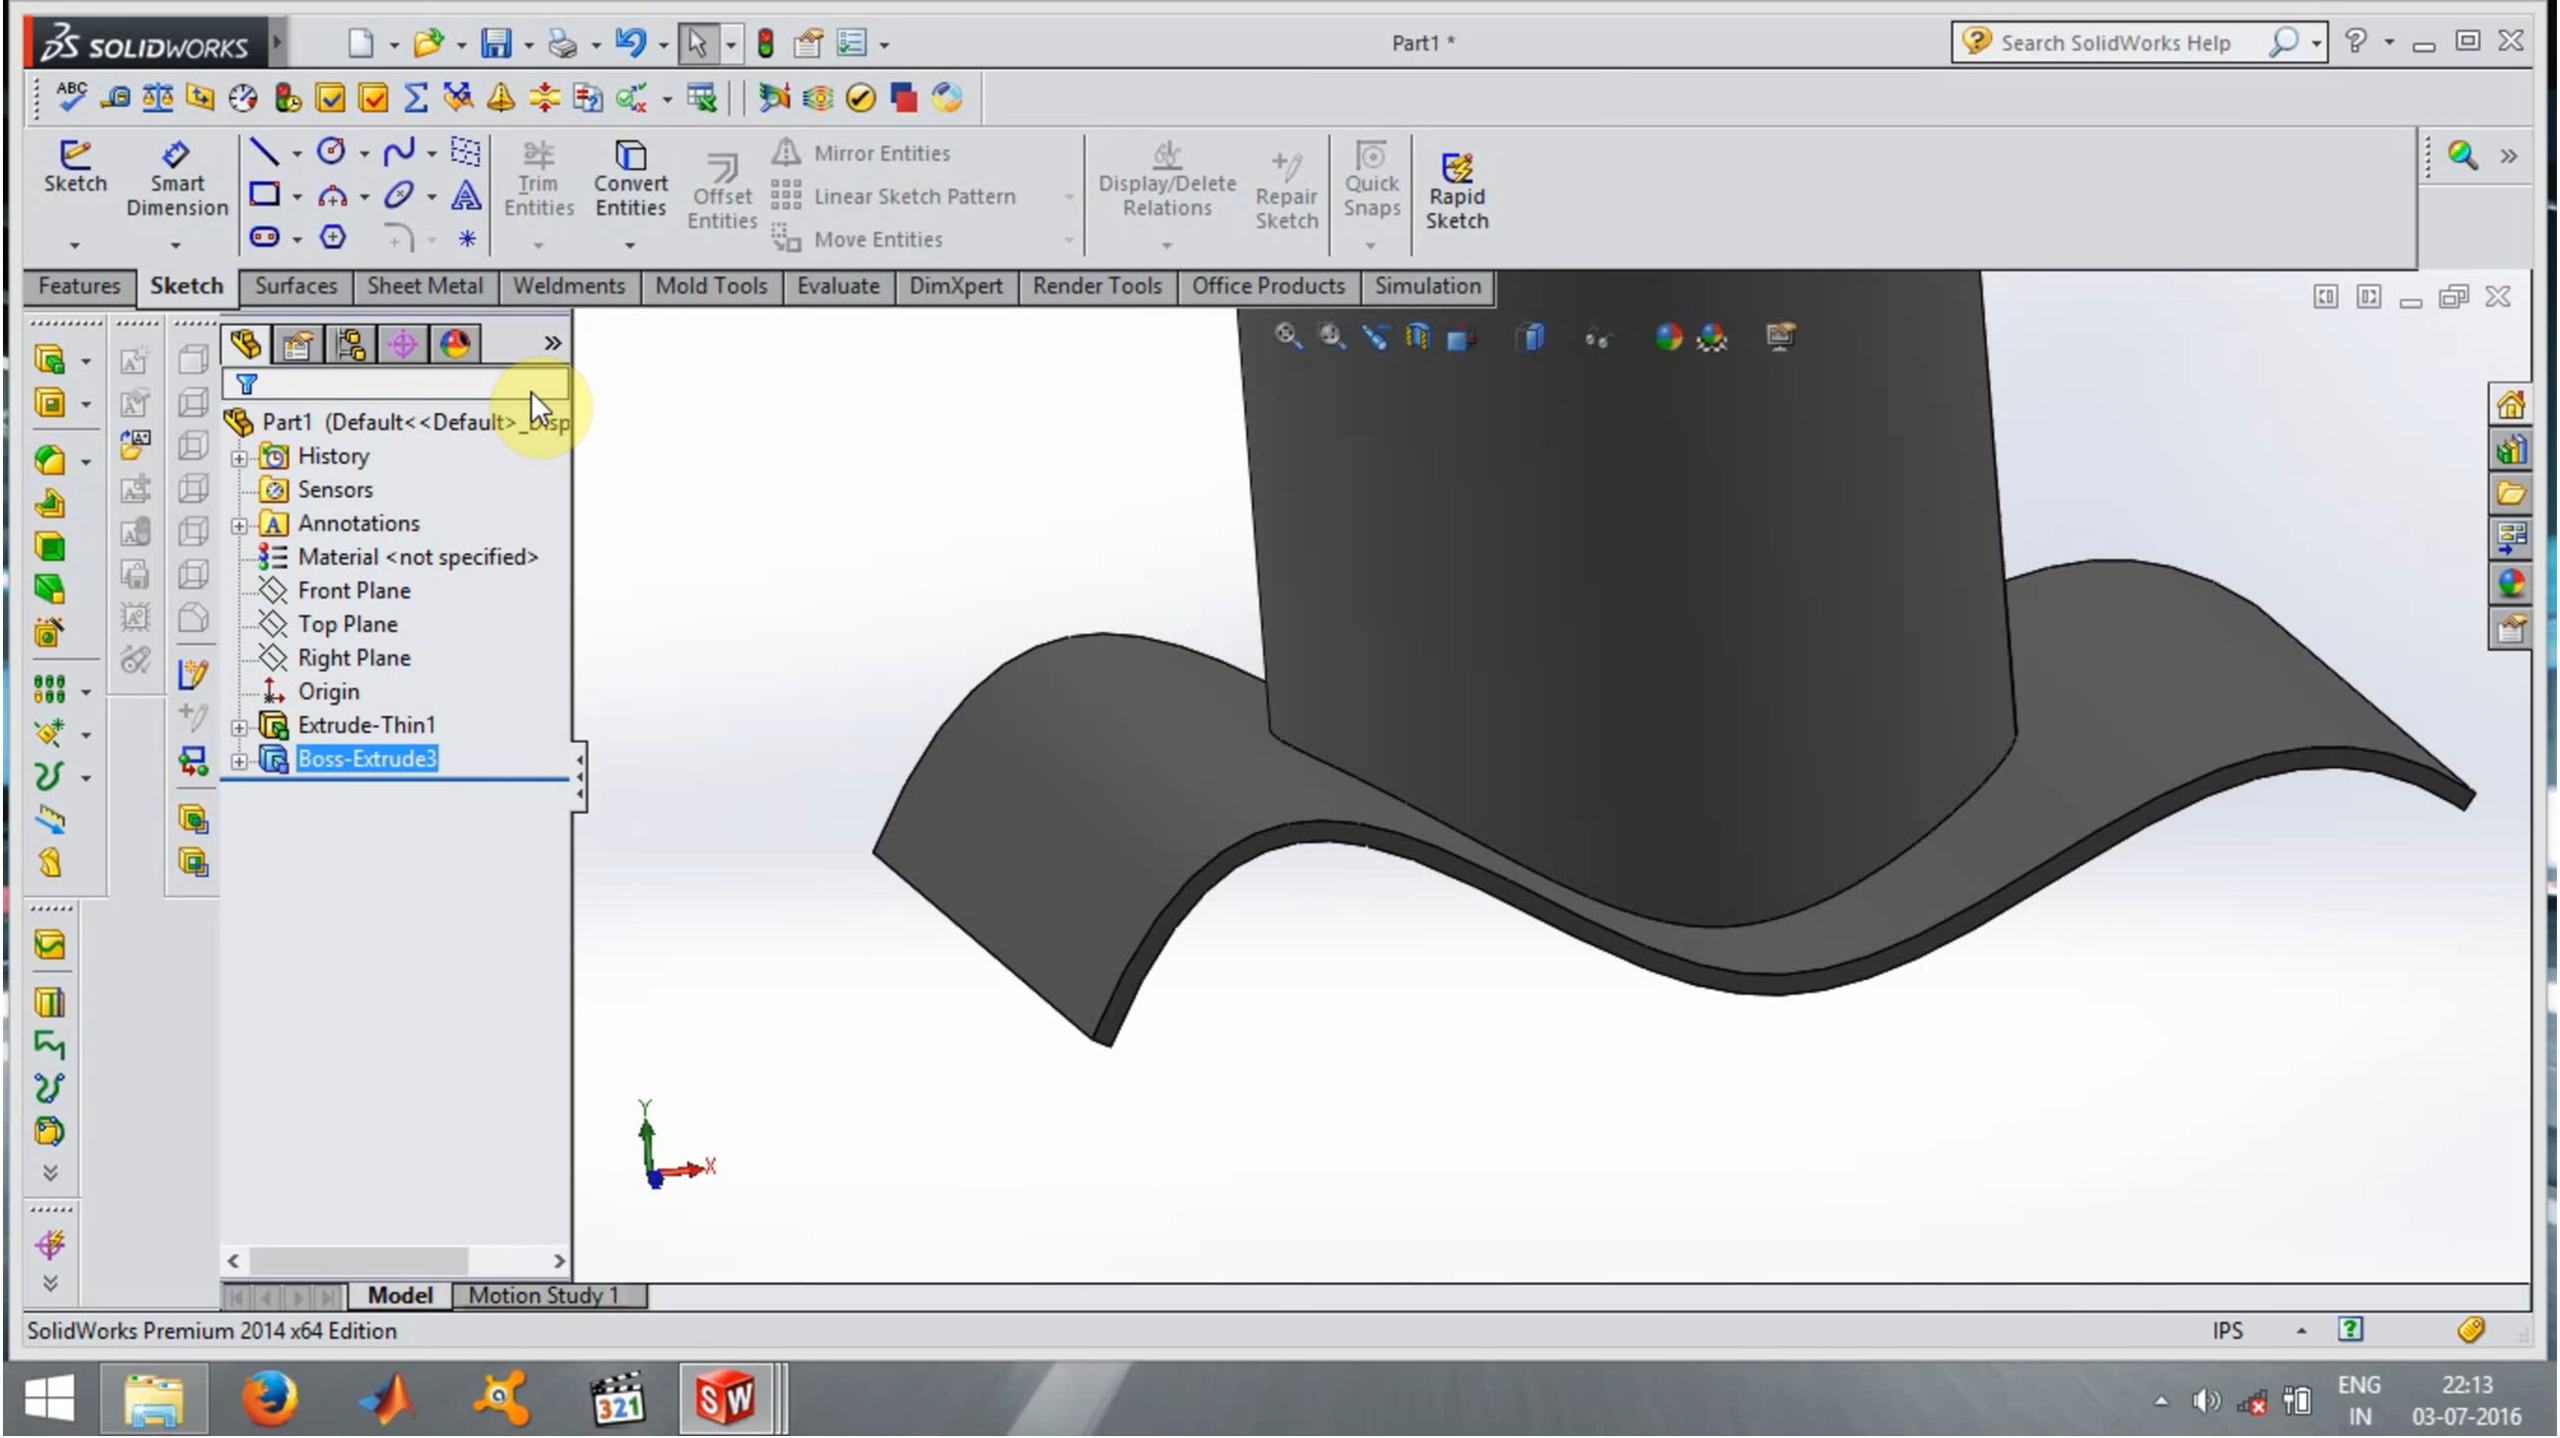 SOLIDWORKS
Part1 *
Search SolidWorks Help
ABC
Sketch
Smart Dimension
Trim Entities
Convert Entities
Offset Entities
Mirror Entities
Linear Sketch Pattern
Move Entities
Display/Delete Relations
Repair Sketch
Quick Snaps
Rapid Sketch
Features
Sketch
Surfaces
Sheet Metal
Weldments
Mold Tools
Evaluate
DimXpert
Render Tools
Office Products
Simulation
Part1 (Default<<Default>_Disp
History
Sensors
Annotations
Material <not specified>
Front Plane
Top Plane
Right Plane
Origin
Extrude-Thin1
Boss-Extrude3
Y
X
Model
Motion Study 1
SolidWorks Premium 2014 x64 Edition
IPS
321
SW
ENG
IN
22:13
03-07-2016